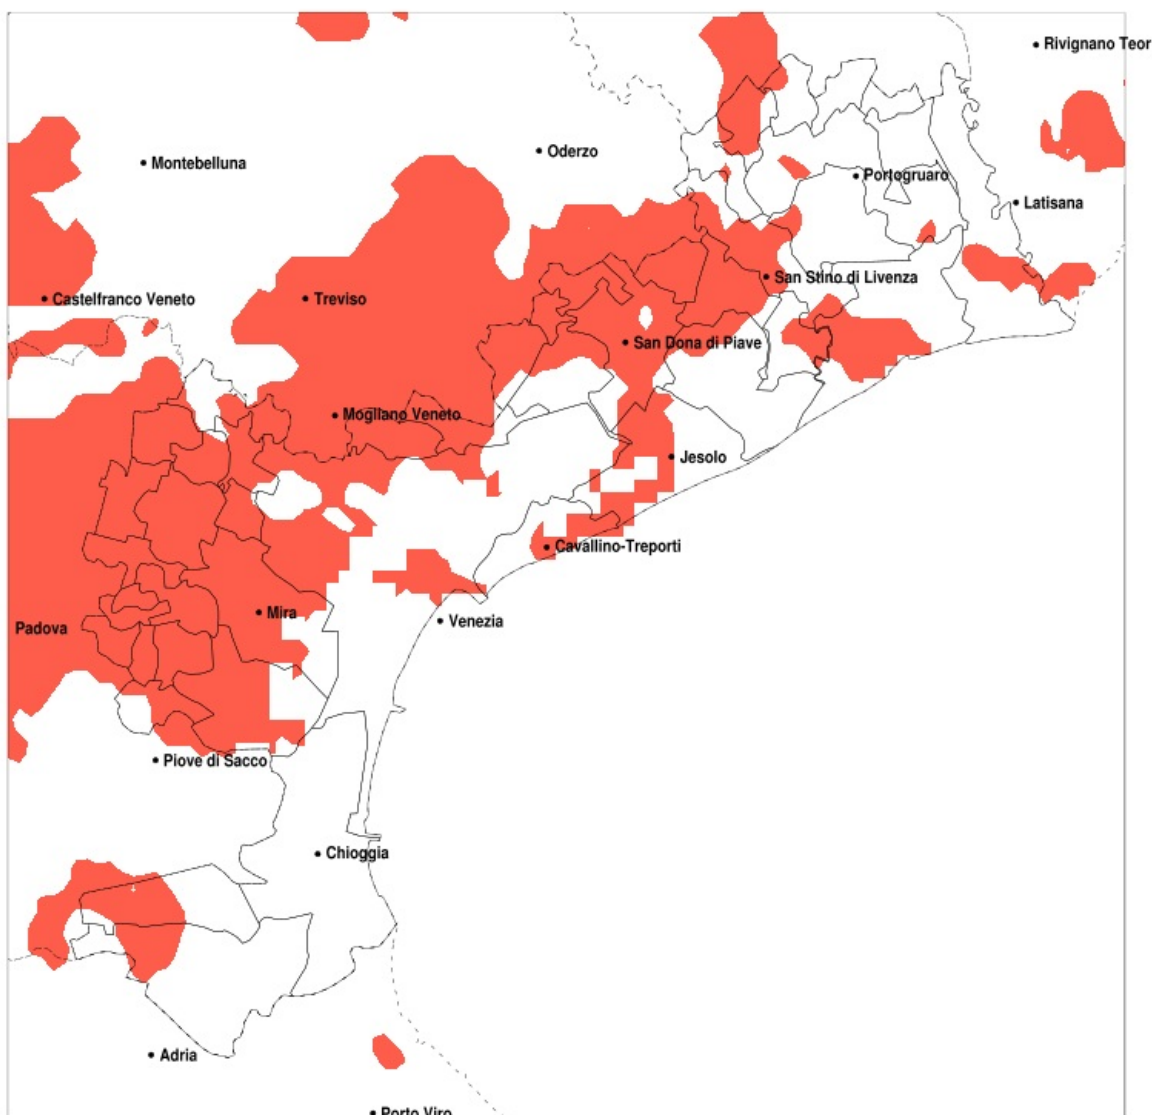 Rivignano Teor
Oderzo
Montebelluna
Portogruaro
Latisana
San Stino di Livenza
Castelfranco Veneto
Treviso
San Dona di Piave
Mogliano Veneto
Jesolo
Cavallino-Treporti
Mira
Venezia
Padova
Piove di Sacco
Chioggia
Adria
Porto Viro